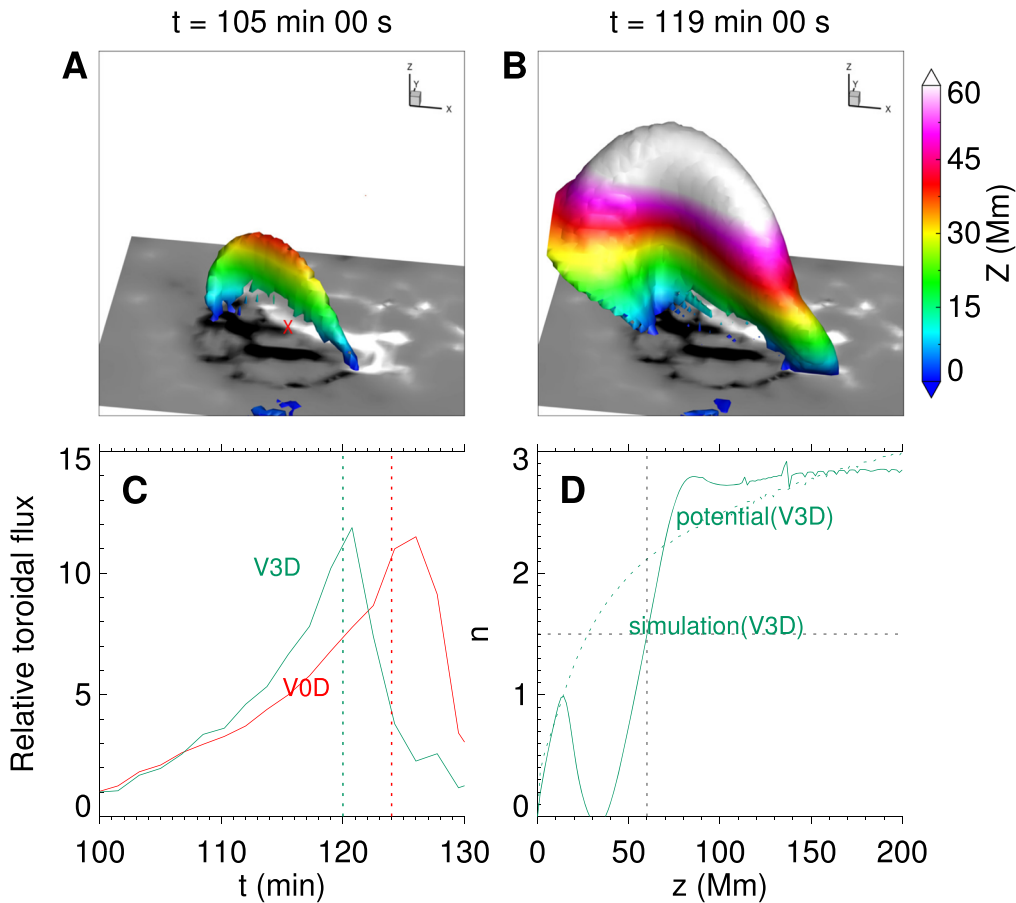 t = 105 min 00 s
t = 119 min 00 s
A
z
Y
x
B
z
Y
x
60
45
30
15
0
Z (Mm)
X
15
10
5
0
Relative toroidal flux
C
V3D
V0D
100
110
120
130
t (min)
3
2
1
0
n
D
potential(V3D)
simulation(V3D)
0
50
100
150
200
z (Mm)